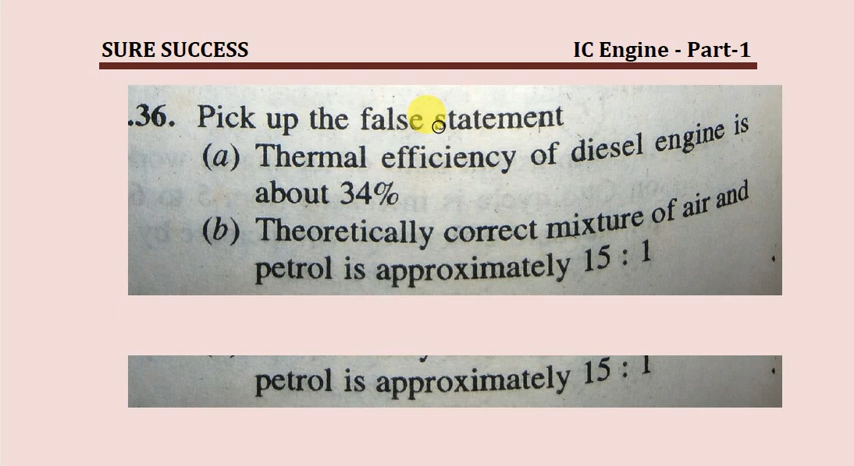 SURE SUCCESS
IC Engine - Part-1
.36. Pick up the false statement
(a) Thermal efficiency of diesel engine is
about 34%
(b) Theoretically correct mixture of air and
petrol is approximately 15 : 1
petrol is approximately 15 : 1